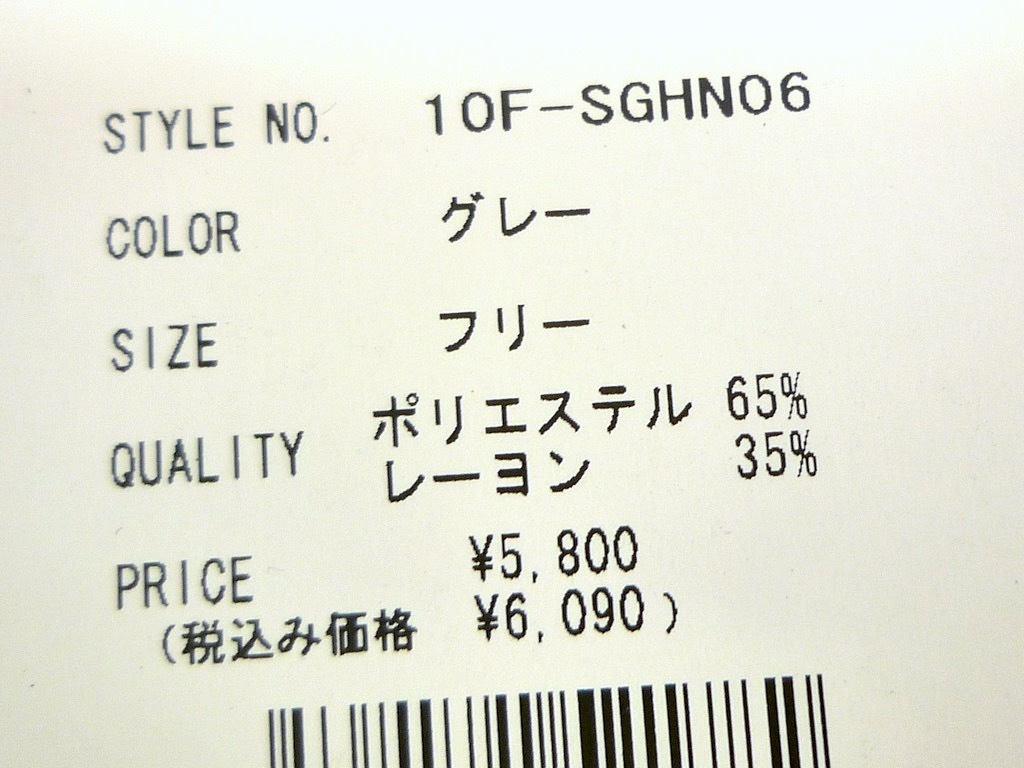 STYLE NO. 10F-SGHN06
COLOR グレー
SIZE フリー
QUALITY ポリエステル 65%
レーヨン 35%
PRICE ¥5,800
(税込み価格 ¥6,090)